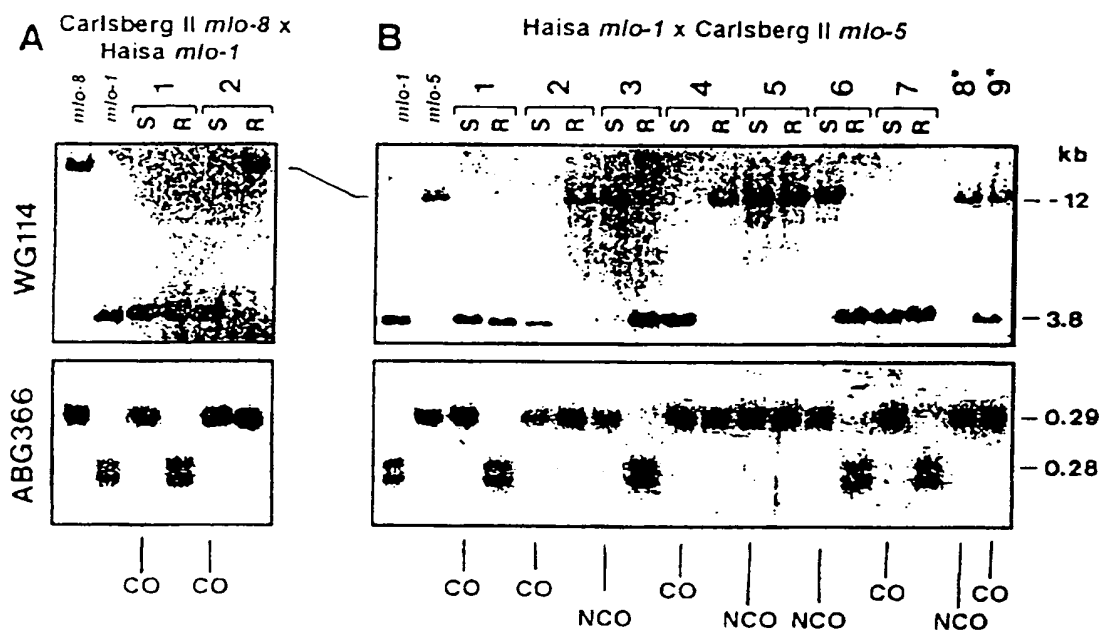 A
Carlsberg II mlo-8 x
Haisa mlo-1
B
Haisa mlo-1 x Carlsberg II mlo-5
mlo-8 mlo-1 1 2
S R S R
mlo-1 mlo-5 1 2 3 4 5 6 7 8* 9*
S R S R S R S R S R S R S R
kb
WG114
--12
-3.8
ABG366
-0.29
-0.28
CO CO
CO CO NCO CO NCO NCO CO NCO CO